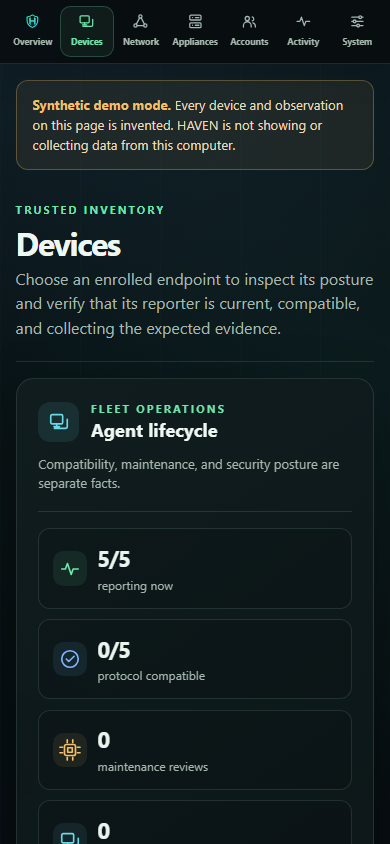 Overview Devices Network Appliances Accounts Activity System
Synthetic demo mode. Every device and observation
on this page is invented. HAVEN is not showing or
collecting data from this computer.
TRUSTED INVENTORY
Devices
Choose an enrolled endpoint to inspect its posture
and verify that its reporter is current, compatible,
and collecting the expected evidence.
FLEET OPERATIONS
Agent lifecycle
Compatibility, maintenance, and security posture are
separate facts.
5/5
reporting now
0/5
protocol compatible
0
maintenance reviews
0